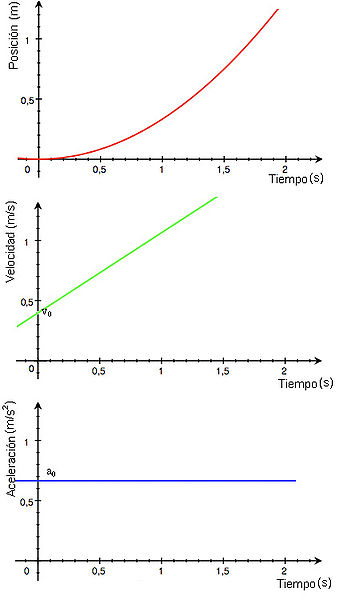 Posición (m)
1
0,5
0
0,5
1
1,5
2
Tiempo (s)
Velocidad (m/s)
1
0,5
v₀
0
0,5
1
1,5
2
Tiempo (s)
Aceleración (m/s²)
1
a₀
0,5
0
0,5
1
1,5
2
Tiempo (s)